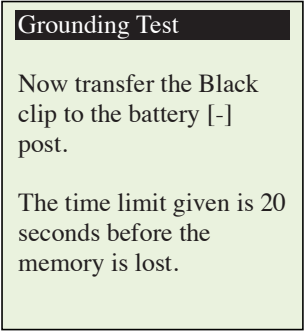 Grounding Test
Now transfer the Black
clip to the battery [-]
post.
The time limit given is 20
seconds before the
memory is lost.